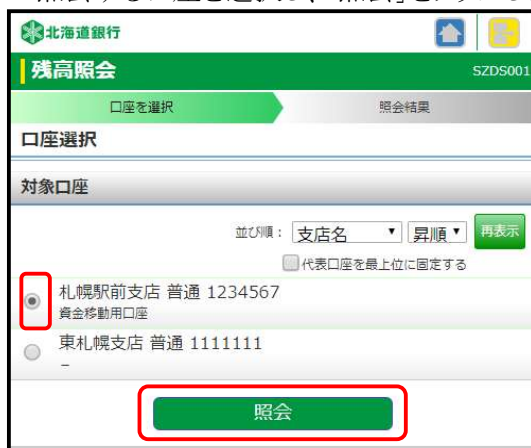 北海道銀行
残高照会 SZDS001
口座を選択 照会結果
口座選択
対象口座
並び順： 支店名 昇順 再表示
代表口座を最上位に固定する
札幌駅前支店 普通 1234567
資金移動用口座
東札幌支店 普通 1111111
－
照会